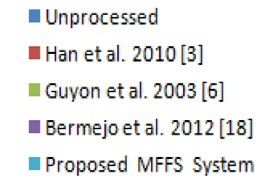 Unprocessed
Han et al. 2010 [3]
Guyon et al. 2003 [6]
Bermejo et al. 2012 [18]
Proposed MFFS System